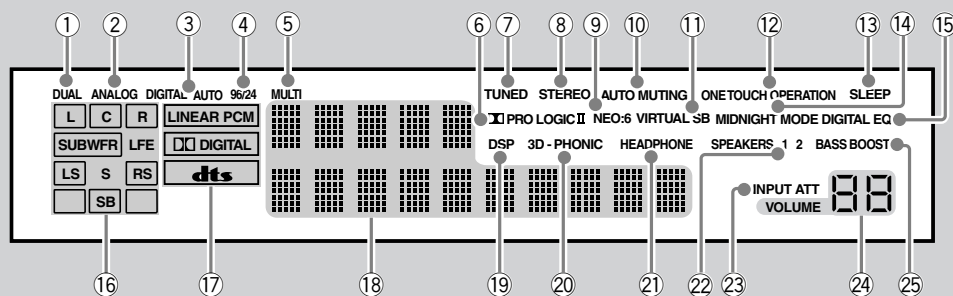 ① ② ③ ④ ⑤ ⑥ ⑦ ⑧ ⑨ ⑩ ⑪ ⑫ ⑬ ⑭ ⑮
DUAL ANALOG DIGITAL AUTO 96/24 MULTI TUNED STEREO AUTO MUTING ONE TOUCH OPERATION SLEEP
L C R LINEAR PCM PRO LOGIC II NEO:6 VIRTUAL SB MIDNIGHT MODE DIGITAL EQ
SUBWFR LFE DIGITAL DSP 3D - PHONIC HEADPHONE SPEAKERS 1 2 BASS BOOST
LS S RS dts INPUT ATT
SB VOLUME 88
⑯ ⑰ ⑱ ⑲ ⑳ ㉑ ㉒ ㉓ ㉔ ㉕